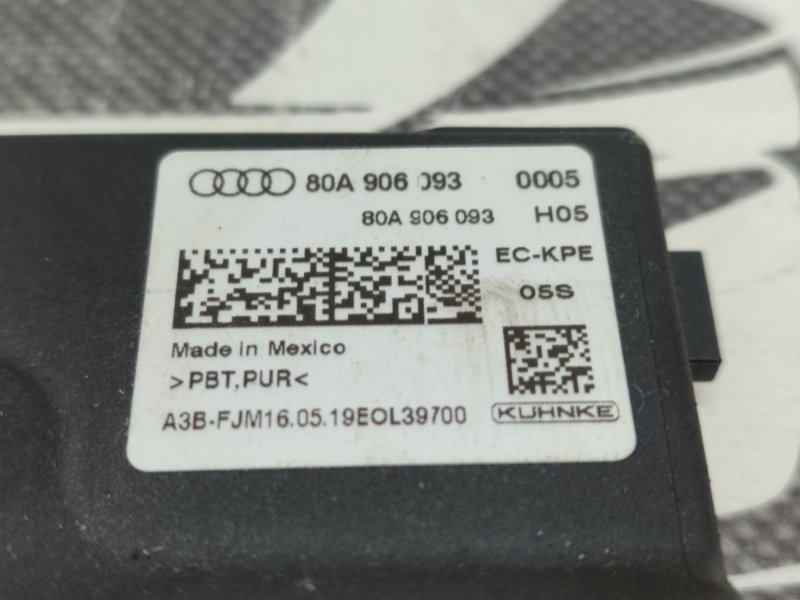 80A 906 093 0005
80A 906 093 H05
EC-KPE
05S
Made in Mexico
>PBT,PUR<
A3B-FJM16.05.19EOL39700
KUHNKE